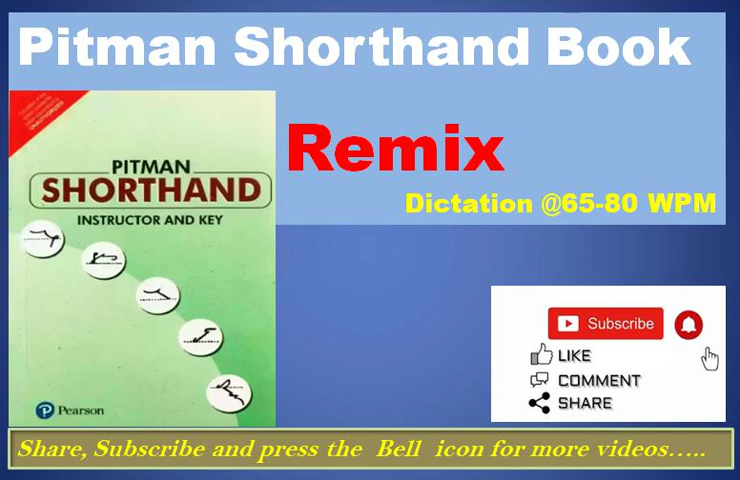 Pitman Shorthand Book
Remix
Dictation @65-80 WPM
UNAUTHORIZED
PITMAN
SHORTHAND
INSTRUCTOR AND KEY
Pearson
Subscribe
LIKE
COMMENT
SHARE
Share, Subscribe and press the Bell icon for more videos…..